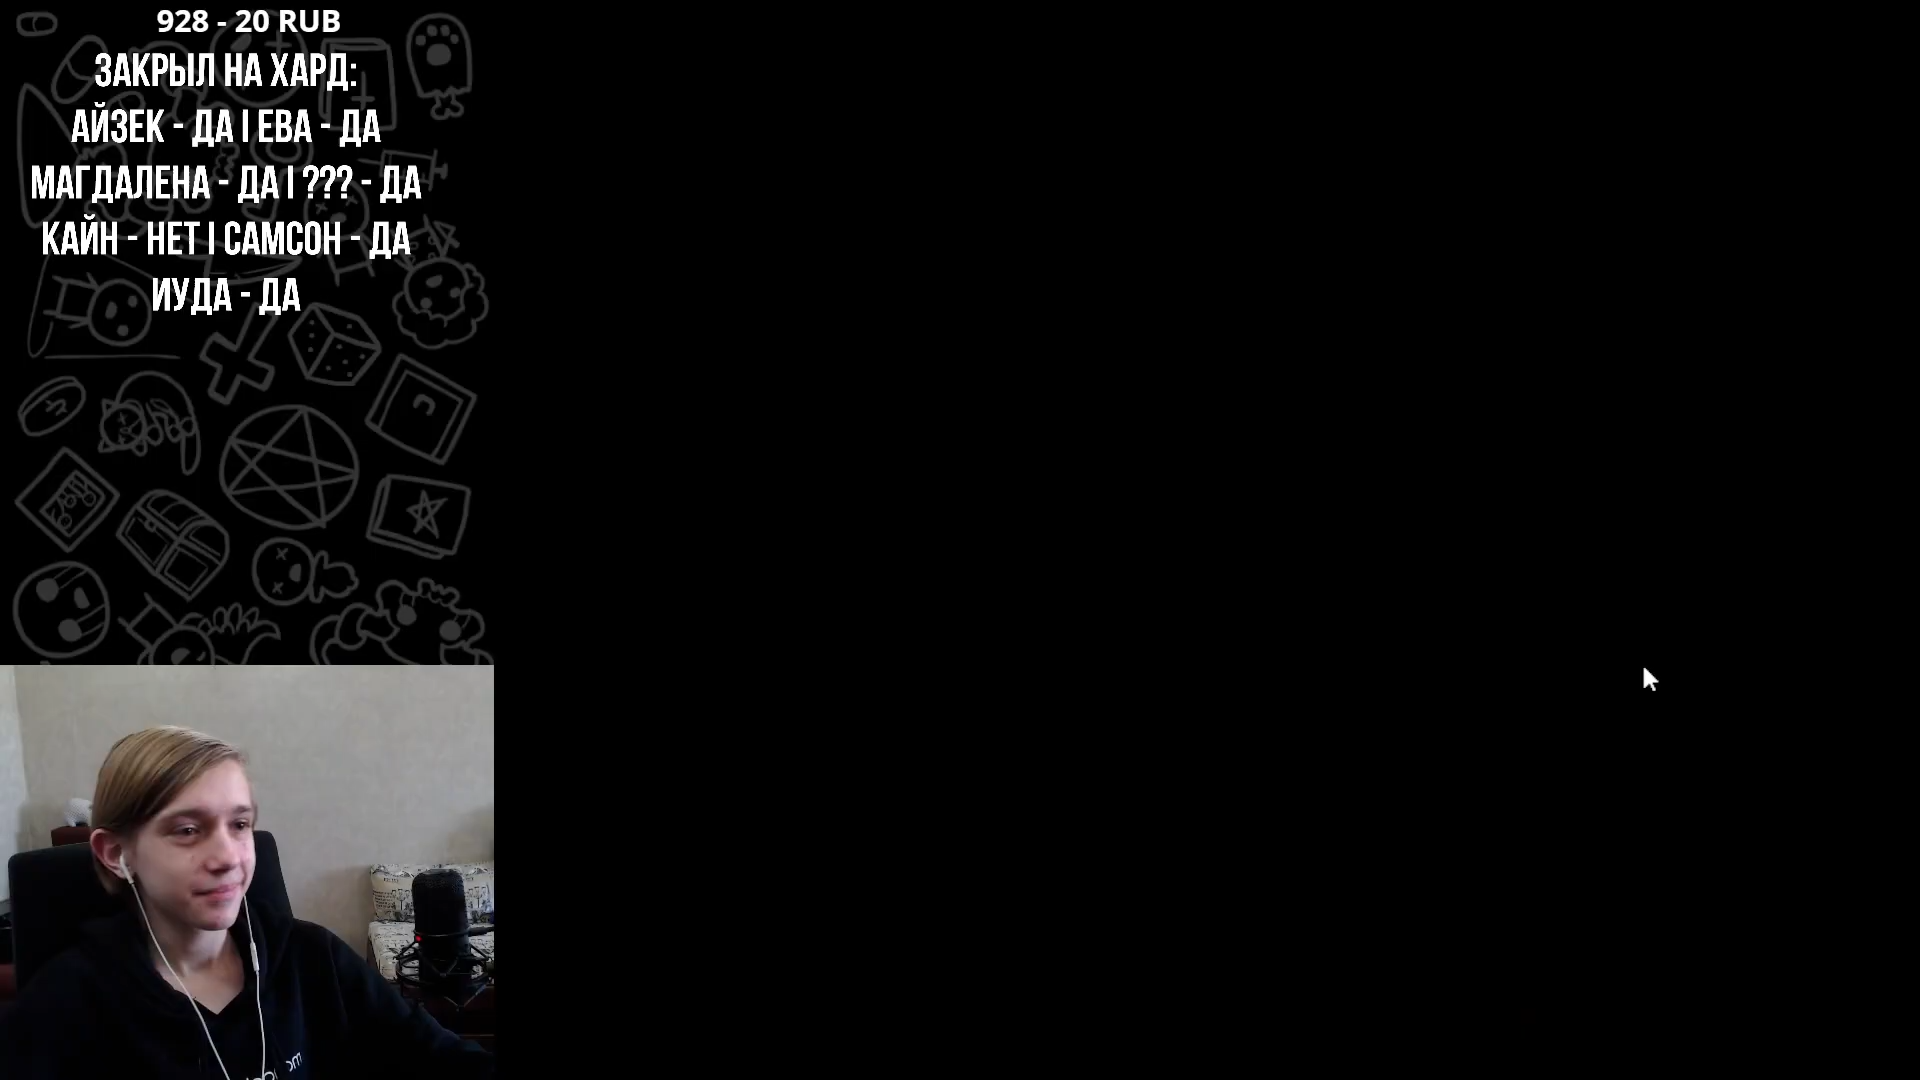 928 - 20 RUB
ЗАКРЫЛ НА ХАРД:
АЙЗЕК - ДА | ЕВА - ДА
МАГДАЛЕНА - ДА | ??? - ДА
КАЙН - НЕТ | САМСОН - ДА
ИУДА - ДА